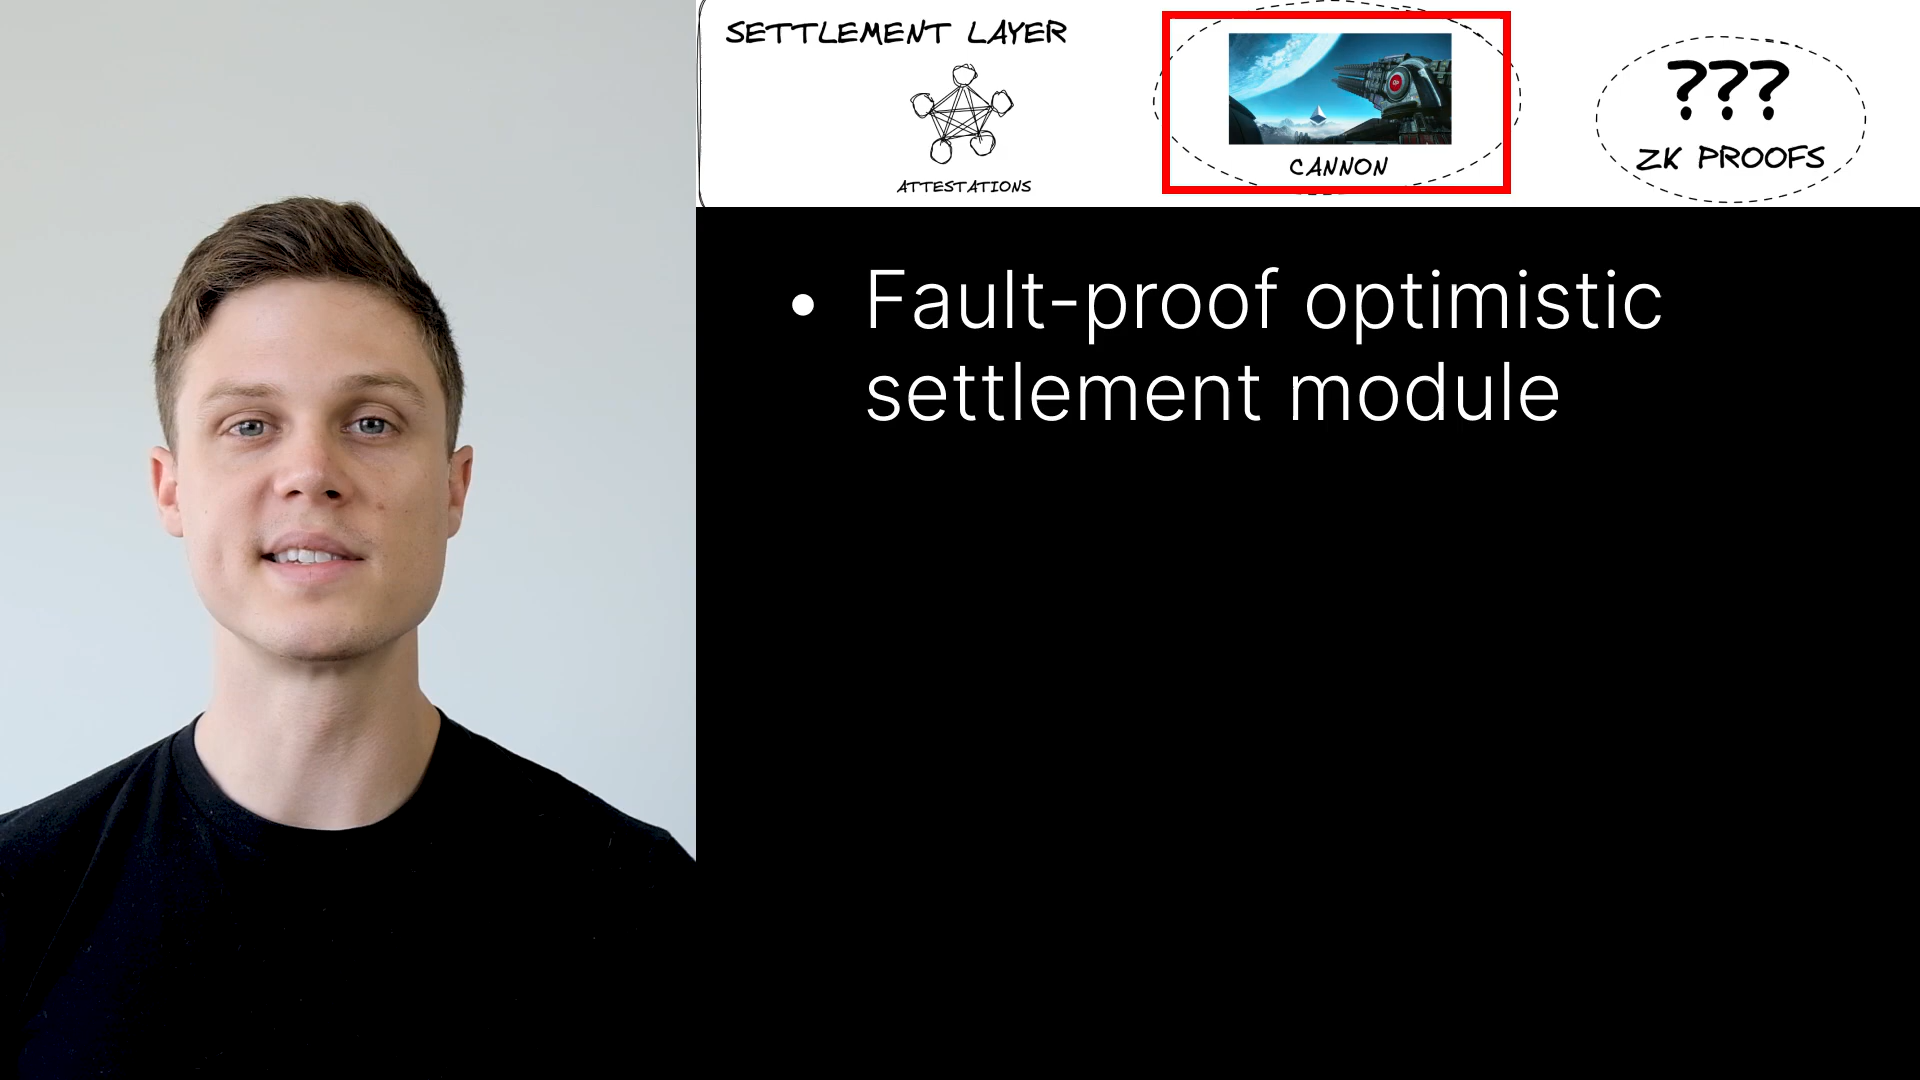 SETTLEMENT LAYER
ATTESTATIONS
CANNON
???
ZK PROOFS
• Fault-proof optimistic
settlement module